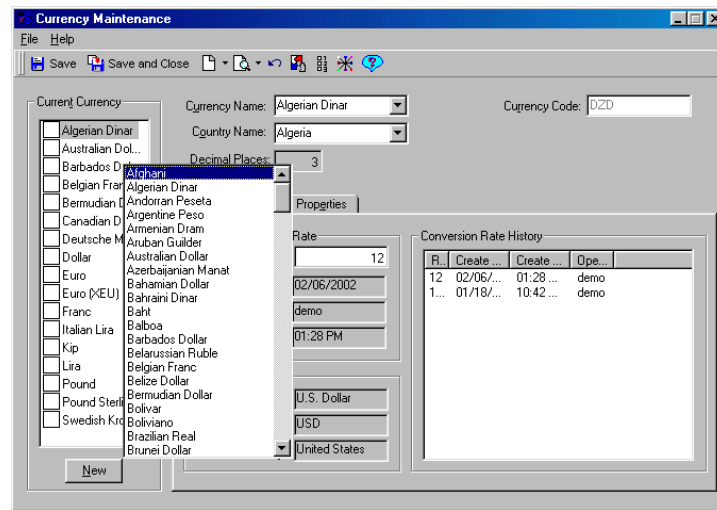 Currency Maintenance
File Help
Save Save and Close
Current Currency
Algerian Dinar
Australian Dol...
Barbados D
Belgian Fran
Bermudian D
Canadian D
Deutsche M
Dollar
Euro
Euro (XEU)
Franc
Italian Lira
Kip
Lira
Pound
Pound Sterli
Swedish Kro
New
Currency Name: Algerian Dinar
Country Name: Algeria
Decimal Places: 3
Currency Code: DZD
Afghani
Algerian Dinar
Andorran Peseta
Argentine Peso
Armenian Dram
Aruban Guilder
Australian Dollar
Azerbaijanian Manat
Bahamian Dollar
Bahraini Dinar
Baht
Balboa
Barbados Dollar
Belarussian Ruble
Belgian Franc
Belize Dollar
Bermudian Dollar
Bolivar
Boliviano
Brazilian Real
Brunei Dollar
Properties
Rate
12
02/06/2002
demo
01:28 PM
U.S. Dollar
USD
United States
Conversion Rate History
R.. Create ... Create ... Ope...
12 02/06/... 01:28 ... demo
1... 01/18/... 10:42 ... demo